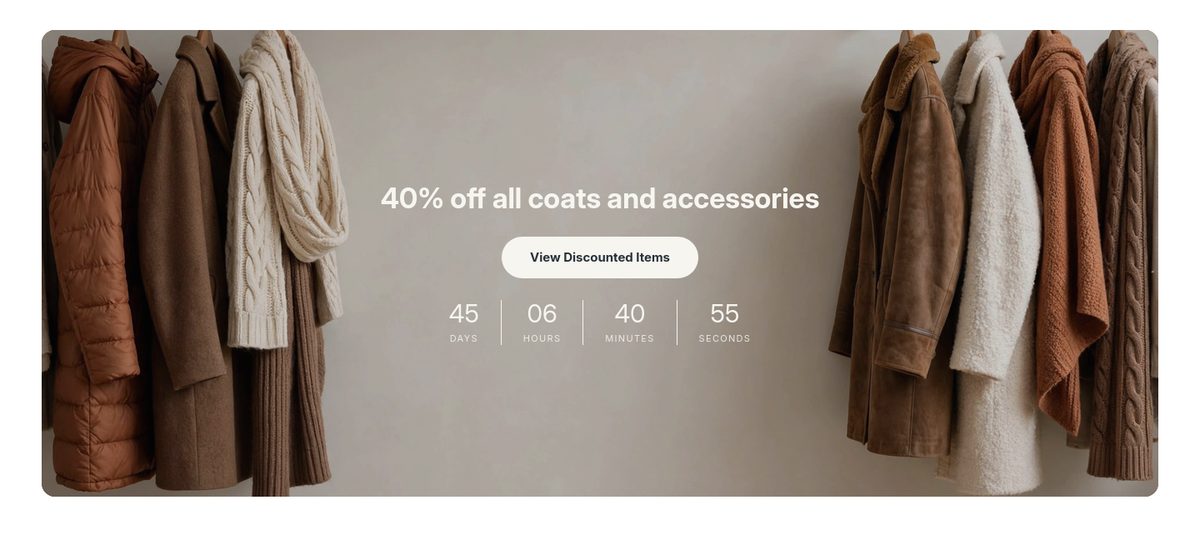 40% off all coats and accessories
View Discounted Items
45 06 40 55
DAYS HOURS MINUTES SECONDS